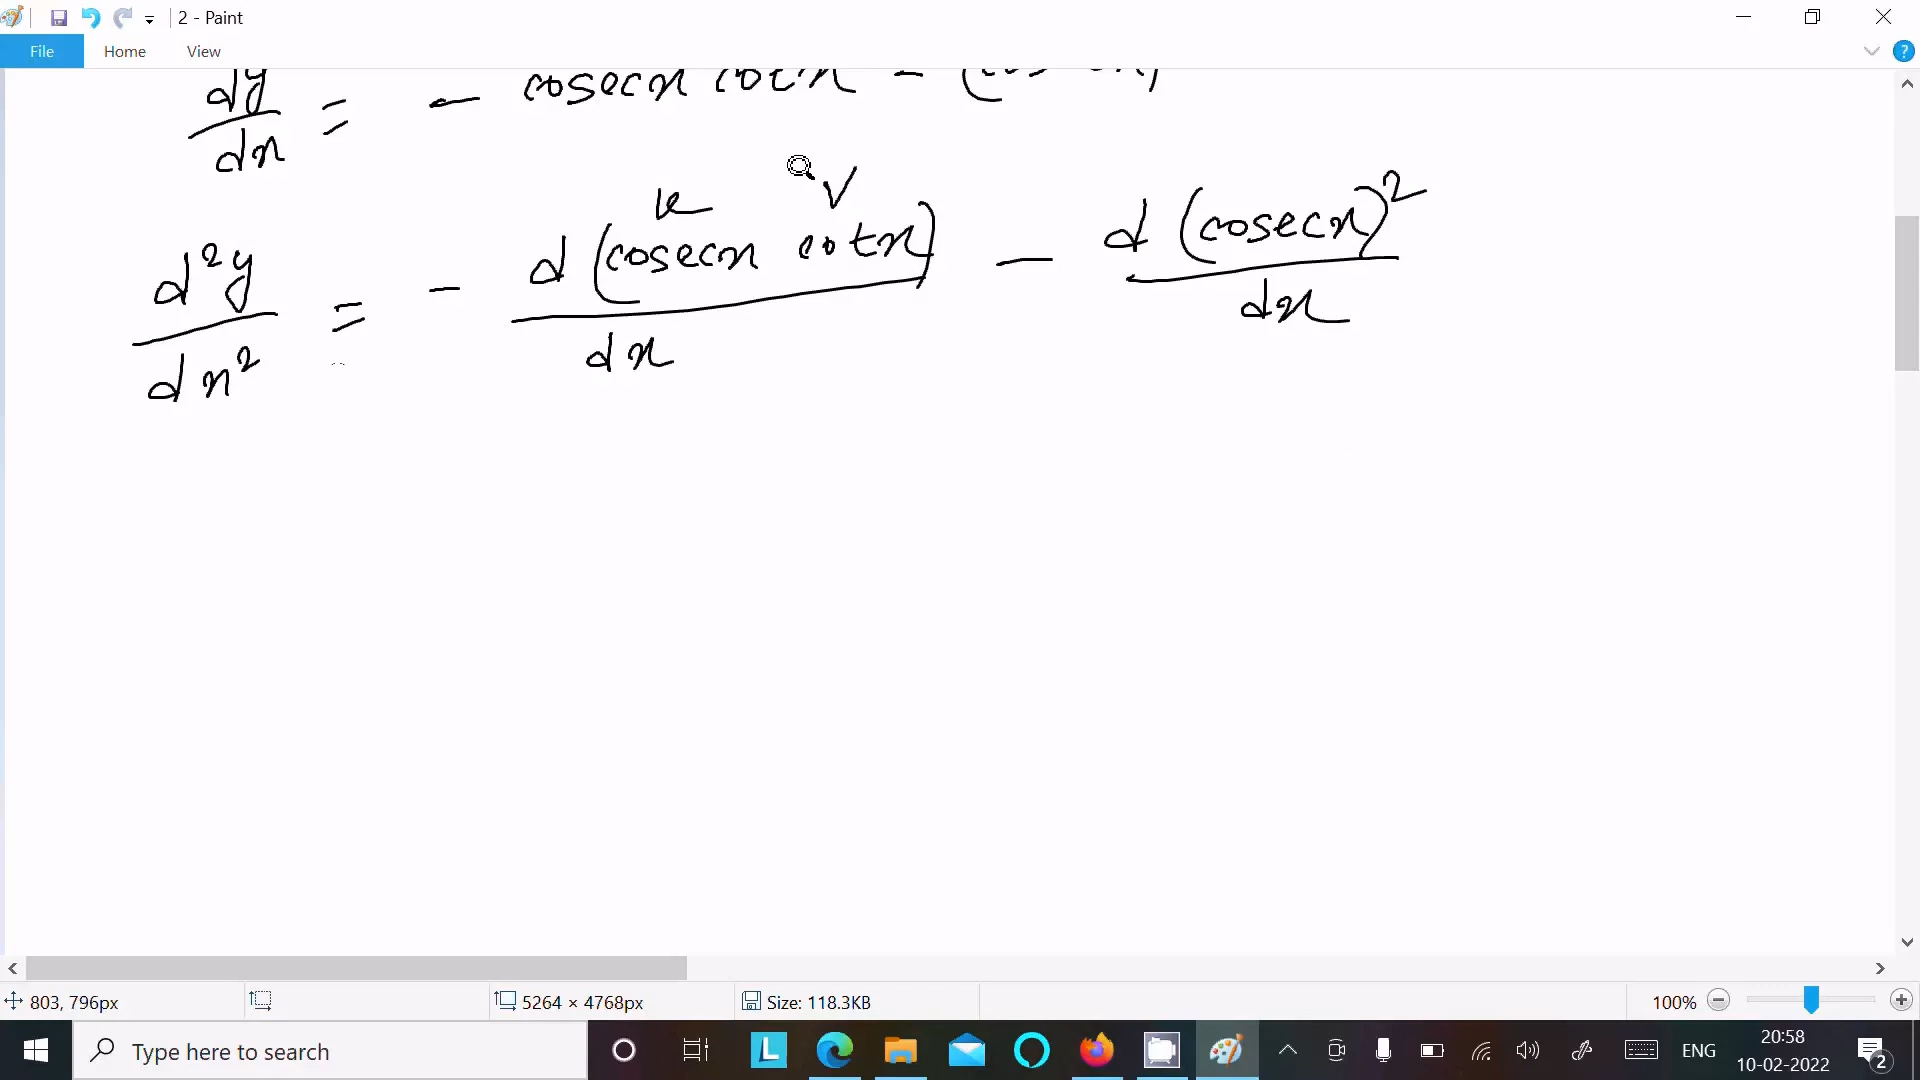 2 - Paint
File Home View
dy/dx = - cosecx cotx -
u v
d²y/dx² = - d(cosecx cotx)/dx - d(cosecx)²/dx
803, 796px 5264 × 4768px Size: 118.3KB 100%
Type here to search L ENG 20:58
10-02-2022 2